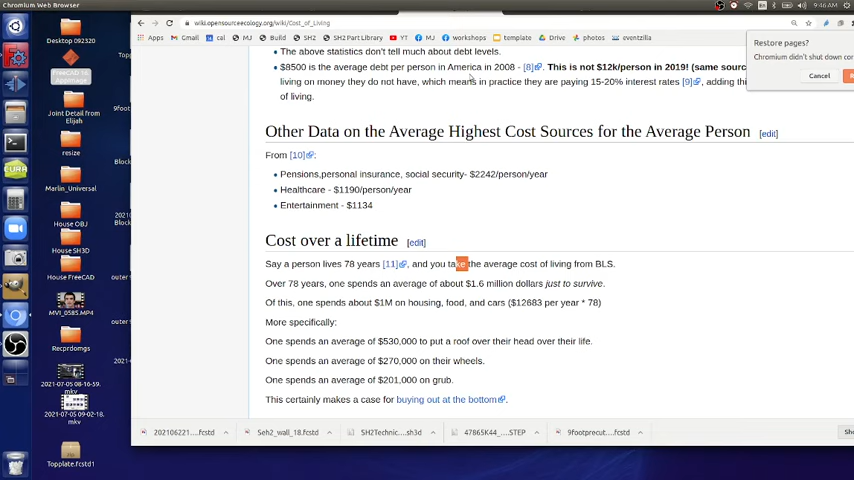 Chromium Web Browser
9:46 AM
Desktop 092320
FreeCAD 16
AppImage
Joint Detail from
Elijah
resize
Marlin_Universal
House OBJ
House SH3D
House FreeCAD
MVI_0585.MP4
Recprdomgs
2021-07-05 08-16-59.
mkv
2021-07-05 09-02-18.
mkv
Topplate.fcstd1
wiki.opensourceecology.org/wiki/Cost_of_Living
Apps
Gmail
cal
MJ
Build
SH2
SH2 Part Library
YT
MJ
workshops
template
Drive
photos
eventzilla
Restore pages?
Chromium didn't shut down cor
Cancel
The above statistics don't tell much about debt levels.
$8500 is the average debt per person in America in 2008 - [8]. This is not $12k/person in 2019! (same sourc
living on money they do not have, which means in practice they are paying 15-20% interest rates [9], adding thi
of living.
Other Data on the Average Highest Cost Sources for the Average Person [edit]
From [10]:
Pensions,personal insurance, social security- $2242/person/year
Healthcare - $1190/person/year
Entertainment - $1134
Cost over a lifetime [edit]
Say a person lives 78 years [11], and you take the average cost of living from BLS.
Over 78 years, one spends an average of about $1.6 million dollars just to survive.
Of this, one spends about $1M on housing, food, and cars ($12683 per year * 78)
More specifically:
One spends an average of $530,000 to put a roof over their head over their life.
One spends an average of $270,000 on their wheels.
One spends an average of $201,000 on grub.
This certainly makes a case for buying out at the bottom.
202106221....fcstd
Seh2_wall_18.fcstd
SH2Technic....sh3d
47865K44_....STEP
9footprecut....fcstd
Sho